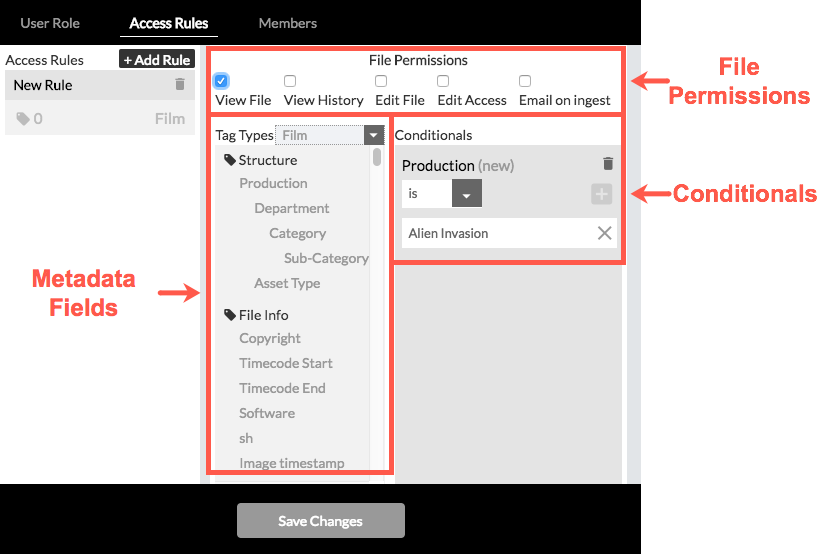 User Role Access Rules Members
Access Rules + Add Rule
New Rule
0 Film
File Permissions
View File View History Edit File Edit Access Email on ingest
Tag Types Film
Structure
Production
Department
Category
Sub-Category
Asset Type
File Info
Copyright
Timecode Start
Timecode End
Software
sh
Image timestamp
Conditionals
Production (new)
is
Alien Invasion
Save Changes
File
Permissions
Conditionals
Metadata
Fields